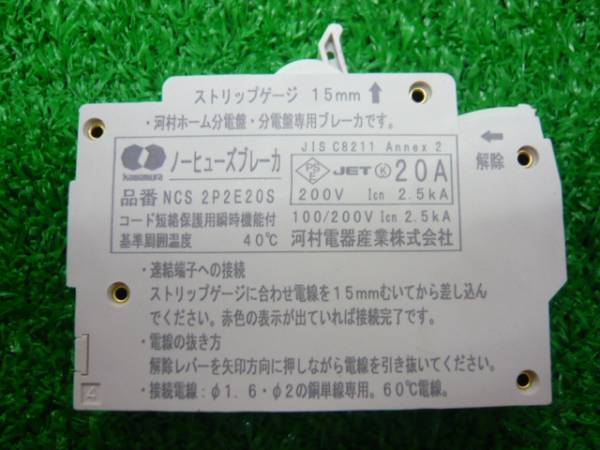 ストリップゲージ 15mm ↑
・河村ホーム分電盤・分電盤専用ブレーカです。
kawamura
ノーヒューズブレーカ
品番 NCS 2P2E20S
コード短絡保護用瞬時機能付
基準周囲温度 40℃
JIS C8211 Annex 2
PS E JET K 20A
200V Icn 2.5kA
100/200V Icn 2.5kA
河村電器産業株式会社
←
解除
・連結端子への接続
ストリップゲージに合わせ電線を15mmむいてから差し込ん
でください。赤色の表示が出ていれば接続完了です。
・電線の抜き方
解除レバーを矢印方向に押しながら電線を引き抜いてください。
・接続電線:φ1.6・φ2の銅単線専用。60℃電線。
4